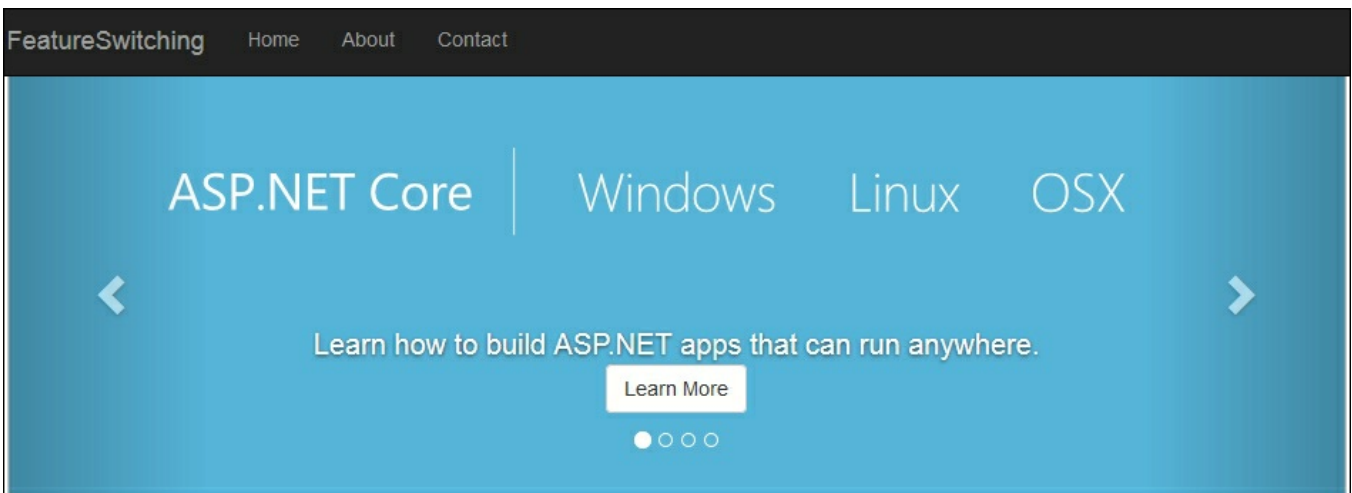 FeatureSwitching Home About Contact
ASP.NET Core Windows Linux OSX
Learn how to build ASP.NET apps that can run anywhere.
Learn More